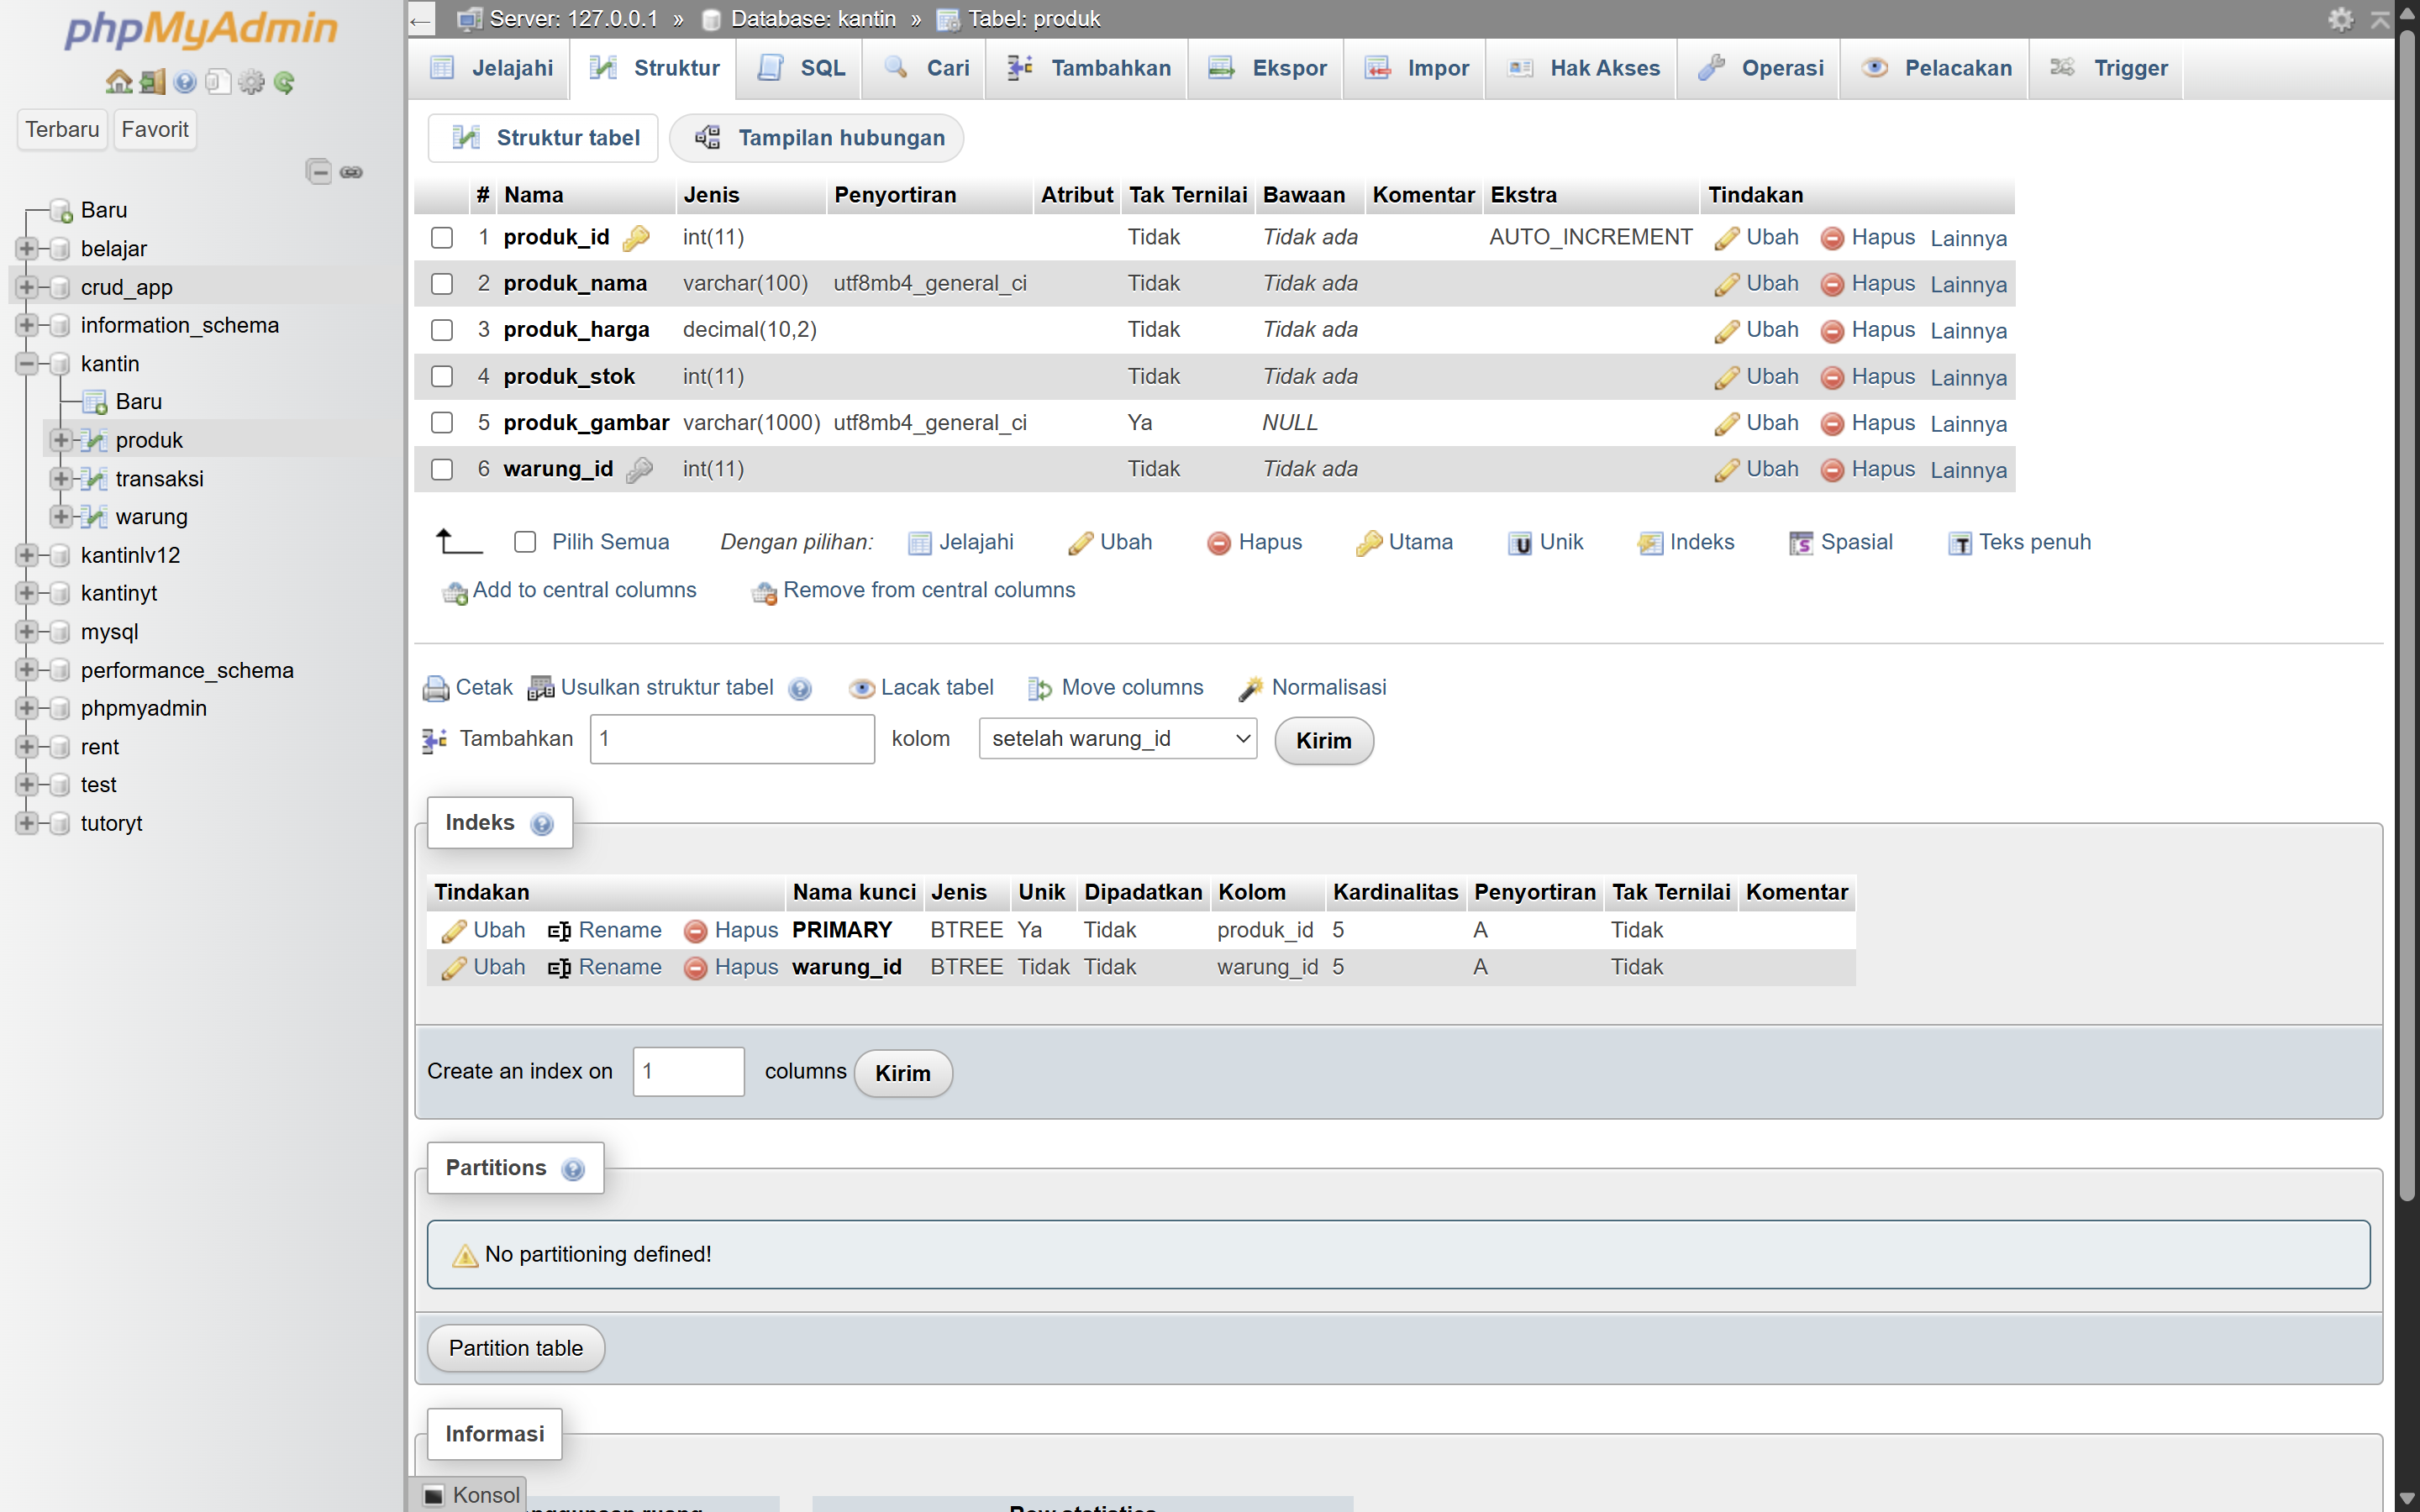 phpMyAdmin
Terbaru Favorit
Baru
belajar
crud_app
information_schema
kantin
Baru
produk
transaksi
warung
kantinlv12
kantinyt
mysql
performance_schema
phpmyadmin
rent
test
tutoryt
Server: 127.0.0.1 » Database: kantin » Tabel: produk
Jelajahi Struktur SQL Cari Tambahkan Ekspor Impor Hak Akses Operasi Pelacakan Trigger
Struktur tabel Tampilan hubungan
# Nama Jenis Penyortiran Atribut Tak Ternilai Bawaan Komentar Ekstra Tindakan
1 produk_id int(11) Tidak Tidak ada AUTO_INCREMENT Ubah Hapus Lainnya
2 produk_nama varchar(100) utf8mb4_general_ci Tidak Tidak ada Ubah Hapus Lainnya
3 produk_harga decimal(10,2) Tidak Tidak ada Ubah Hapus Lainnya
4 produk_stok int(11) Tidak Tidak ada Ubah Hapus Lainnya
5 produk_gambar varchar(1000) utf8mb4_general_ci Ya NULL Ubah Hapus Lainnya
6 warung_id int(11) Tidak Tidak ada Ubah Hapus Lainnya
Pilih Semua Dengan pilihan: Jelajahi Ubah Hapus Utama Unik Indeks Spasial Teks penuh
Add to central columns Remove from central columns
Cetak Usulkan struktur tabel Lacak tabel Move columns Normalisasi
Tambahkan 1 kolom setelah warung_id Kirim
Indeks
Tindakan Nama kunci Jenis Unik Dipadatkan Kolom Kardinalitas Penyortiran Tak Ternilai Komentar
Ubah Rename Hapus PRIMARY BTREE Ya Tidak produk_id 5 A Tidak
Ubah Rename Hapus warung_id BTREE Tidak Tidak warung_id 5 A Tidak
Create an index on 1 columns Kirim
Partitions
No partitioning defined!
Partition table
Informasi
Konsol
Row statistics